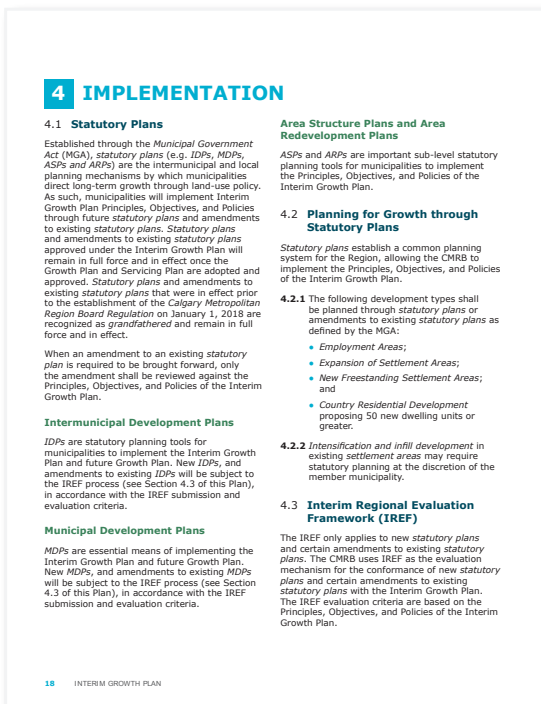 4 IMPLEMENTATION
4.1 Statutory Plans
Established through the Municipal Government
Act (MGA), statutory plans (e.g. IDPs, MDPs,
ASPs and ARPs) are the intermunicipal and local
planning mechanisms by which municipalities
direct long-term growth through land-use policy.
As such, municipalities will implement Interim
Growth Plan Principles, Objectives, and Policies
through future statutory plans and amendments
to existing statutory plans. Statutory plans
and amendments to existing statutory plans
approved under the Interim Growth Plan will
remain in full force and in effect once the
Growth Plan and Servicing Plan are adopted and
approved. Statutory plans and amendments to
existing statutory plans that were in effect prior
to the establishment of the Calgary Metropolitan
Region Board Regulation on January 1, 2018 are
recognized as grandfathered and remain in full
force and in effect.
When an amendment to an existing statutory
plan is required to be brought forward, only
the amendment shall be reviewed against the
Principles, Objectives, and Policies of the Interim
Growth Plan.
Intermunicipal Development Plans
IDPs are statutory planning tools for
municipalities to implement the Interim Growth
Plan and future Growth Plan. New IDPs, and
amendments to existing IDPs will be subject to
the IREF process (see Section 4.3 of this Plan),
in accordance with the IREF submission and
evaluation criteria.
Municipal Development Plans
MDPs are essential means of implementing the
Interim Growth Plan and future Growth Plan.
New MDPs, and amendments to existing MDPs
will be subject to the IREF process (see Section
4.3 of this Plan), in accordance with the IREF
submission and evaluation criteria.
Area Structure Plans and Area
Redevelopment Plans
ASPs and ARPs are important sub-level statutory
planning tools for municipalities to implement
the Principles, Objectives, and Policies of the
Interim Growth Plan.
4.2 Planning for Growth through
Statutory Plans
Statutory plans establish a common planning
system for the Region, allowing the CMRB to
implement the Principles, Objectives, and Policies
of the Interim Growth Plan.
4.2.1 The following development types shall
be planned through statutory plans or
amendments to existing statutory plans as
defined by the MGA:
• Employment Areas;
• Expansion of Settlement Areas;
• New Freestanding Settlement Areas;
and
• Country Residential Development
proposing 50 new dwelling units or
greater.
4.2.2 Intensification and infill development in
existing settlement areas may require
statutory planning at the discretion of the
member municipality.
4.3 Interim Regional Evaluation
Framework (IREF)
The IREF only applies to new statutory plans
and certain amendments to existing statutory
plans. The CMRB uses IREF as the evaluation
mechanism for the conformance of new statutory
plans and certain amendments to existing
statutory plans with the Interim Growth Plan.
The IREF evaluation criteria are based on the
Principles, Objectives, and Policies of the Interim
Growth Plan.
18 INTERIM GROWTH PLAN